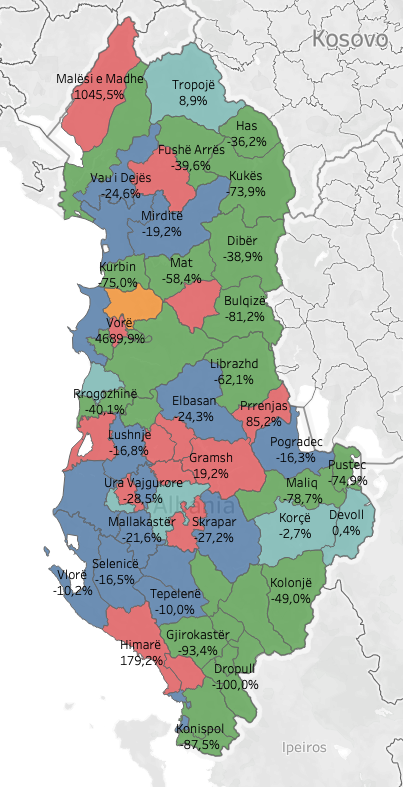 Kosovo
Malësi e Madhe
1045,5%
Tropojë
8,9%
Has
-36,2%
Fushë Arrës
-39,6%
Vau i Dejës
-24,6%
Kukës
-73,9%
Mirditë
-19,2%
Dibër
-38,9%
Kurbin
-75,0%
Mat
-58,4%
Bulqizë
-81,2%
Vorë
4689,9%
Librazhd
-62,1%
Rrogozhinë
-40,1%
Elbasan
-24,3%
Prrenjas
85,2%
Lushnje
-16,8%
Pogradec
-16,3%
Gramsh
19,2%
Pustec
-74,9%
Ura Vajgurore
-28,5%
Maliq
-78,7%
Albania
Mallakastër
-21,6%
Skrapar
-27,2%
Korçë
-2,7%
Devoll
0,4%
Selenicë
-16,5%
Vlorë
-10,2%
Kolonjë
-49,0%
Tepelenë
-10,0%
Gjirokastër
-93,4%
Himarë
179,2%
Dropull
-100,0%
Konispol
-87,5%
Ipeiros